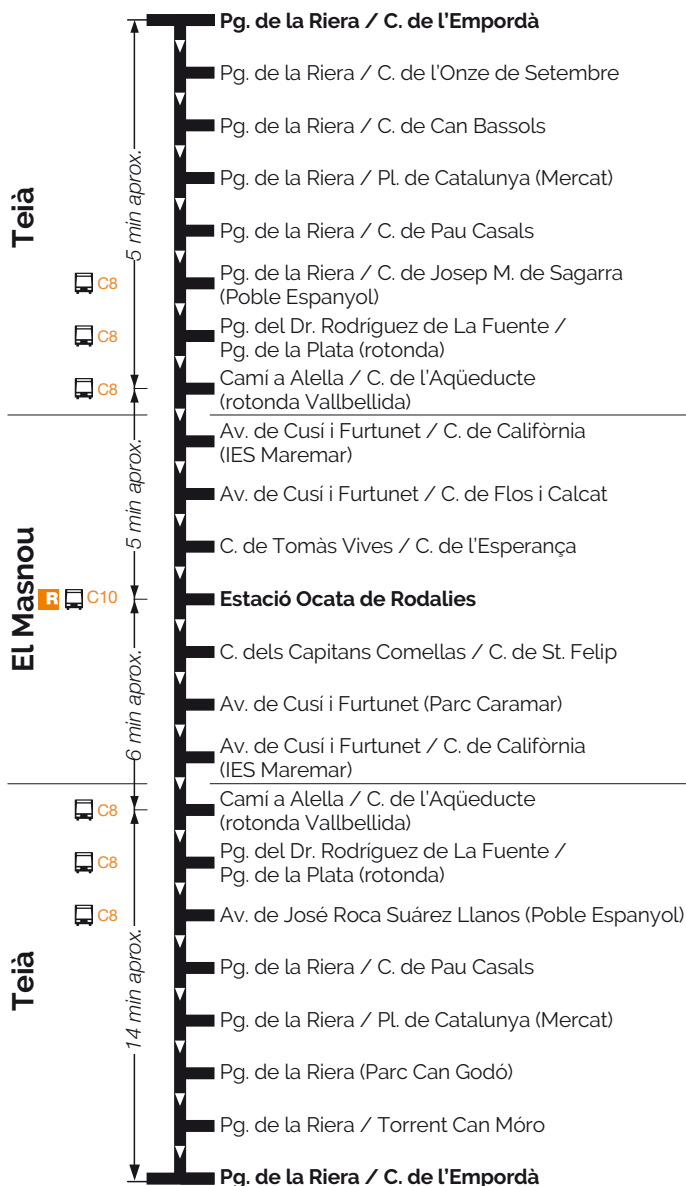 Pg. de la Riera / C. de l'Empordà
Pg. de la Riera / C. de l'Onze de Setembre
Pg. de la Riera / C. de Can Bassols
Pg. de la Riera / Pl. de Catalunya (Mercat)
Teià
5 min aprox.
Pg. de la Riera / C. de Pau Casals
C8
Pg. de la Riera / C. de Josep M. de Sagarra
(Poble Espanyol)
C8
Pg. del Dr. Rodríguez de La Fuente /
Pg. de la Plata (rotonda)
C8
Camí a Alella / C. de l'Aqüeducte
(rotonda Vallbellida)
Av. de Cusí i Furtunet / C. de Califòrnia
(IES Maremar)
5 min aprox.
Av. de Cusí i Furtunet / C. de Flos i Calcat
C. de Tomàs Vives / C. de l'Esperança
El Masnou
R C10
Estació Ocata de Rodalies
C. dels Capitans Comellas / C. de St. Felip
6 min aprox.
Av. de Cusí i Furtunet (Parc Caramar)
Av. de Cusí i Furtunet / C. de Califòrnia
(IES Maremar)
C8
Camí a Alella / C. de l'Aqüeducte
(rotonda Vallbellida)
C8
Pg. del Dr. Rodríguez de La Fuente /
Pg. de la Plata (rotonda)
C8
Av. de José Roca Suárez Llanos (Poble Espanyol)
Teià
14 min aprox.
Pg. de la Riera / C. de Pau Casals
Pg. de la Riera / Pl. de Catalunya (Mercat)
Pg. de la Riera (Parc Can Godó)
Pg. de la Riera / Torrent Can Móro
Pg. de la Riera / C. de l'Empordà